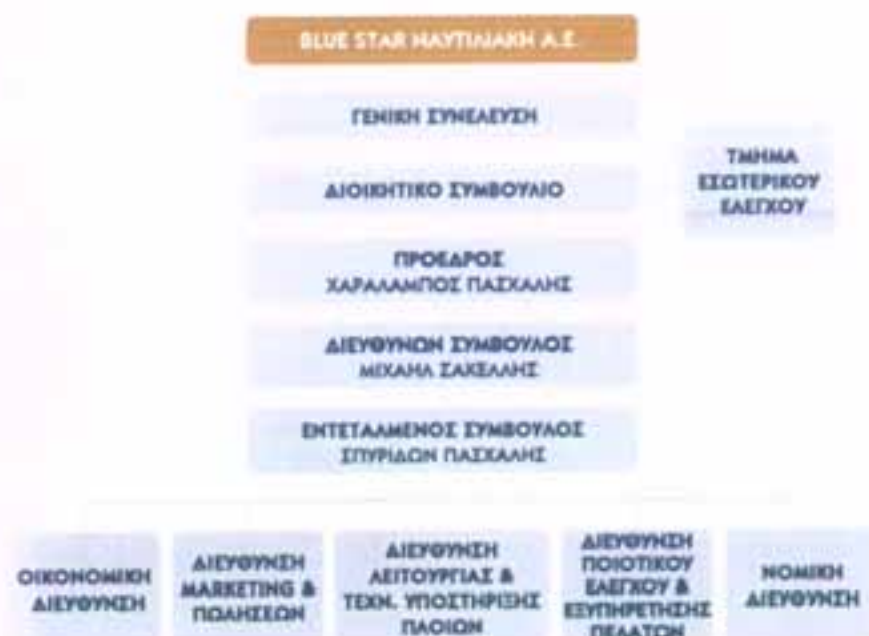 BLUE STAR ΝΑΥΤΙΛΙΑΚΗ Α.Ε.
ΓΕΝΙΚΗ ΣΥΝΕΛΕΥΣΗ
ΔΙΟΙΚΗΤΙΚΟ ΣΥΜΒΟΥΛΙΟ
ΤΜΗΜΑ
ΕΣΩΤΕΡΙΚΟΥ
ΕΛΕΓΧΟΥ
ΠΡΟΕΔΡΟΣ
ΧΑΡΑΛΑΜΠΟΣ ΠΑΣΧΑΛΗΣ
ΔΙΕΥΘΥΝΩΝ ΣΥΜΒΟΥΛΟΣ
ΜΙΧΑΗΛ ΣΑΚΕΛΛΗΣ
ΕΝΤΕΤΑΛΜΕΝΟΣ ΣΥΜΒΟΥΛΟΣ
ΣΠΥΡΙΔΩΝ ΠΑΣΧΑΛΗΣ
ΟΙΚΟΝΟΜΙΚΗ
ΔΙΕΥΘΥΝΣΗ
ΔΙΕΥΘΥΝΣΗ
MARKETING &
ΠΩΛΗΣΕΩΝ
ΔΙΕΥΘΥΝΣΗ
ΛΕΙΤΟΥΡΓΙΑΣ &
ΤΕΧΝ. ΥΠΟΣΤΗΡΙΞΗΣ
ΠΛΟΙΩΝ
ΔΙΕΥΘΥΝΣΗ
ΠΟΙΟΤΙΚΟΥ
ΕΛΕΓΧΟΥ &
ΕΞΥΠΗΡΕΤΗΣΗΣ
ΠΕΛΑΤΩΝ
ΝΟΜΙΚΗ
ΔΙΕΥΘΥΝΣΗ